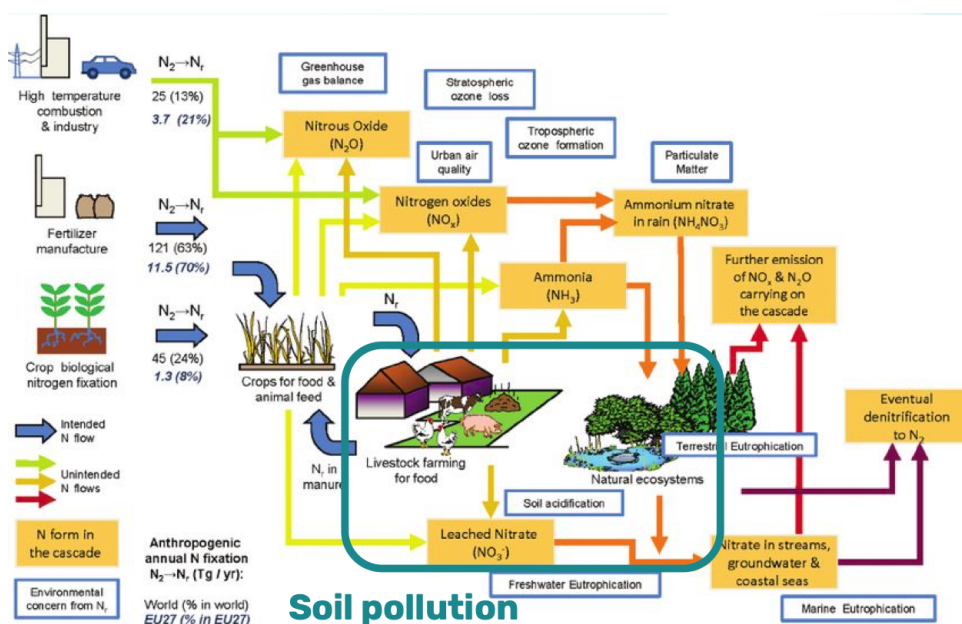 High temperature
combustion
& industry
N₂→Nᵣ
25 (13%)
3.7 (21%)
Greenhouse
gas balance
Stratospheric
ozone loss
Nitrous Oxide
(N₂O)
Tropospheric
ozone formation
Urban air
quality
Particulate
Matter
Fertilizer
manufacture
N₂→Nᵣ
121 (63%)
11.5 (70%)
Nitrogen oxides
(NOₓ)
Ammonium nitrate
in rain (NH₄NO₃)
Ammonia
(NH₃)
Further emission
of NOₓ & N₂O
carrying on
the cascade
Crop biological
nitrogen fixation
N₂→Nᵣ
45 (24%)
1.3 (8%)
Nᵣ
Crops for food &
animal feed
Eventual
denitrification
to N₂
Intended
N flow
Unintended
N flows
Nᵣ in
manure
Livestock farming
for food
Natural ecosystems
Terrestrial Eutrophication
Soil acidification
N form in
the cascade
Environmental
concern from Nᵣ
Anthropogenic
annual N fixation
N₂→Nᵣ (Tg / yr):
World (% in world)
EU27 (% in EU27)
Leached Nitrate
(NO₃⁻)
Nitrate in streams,
groundwater &
coastal seas
Freshwater Eutrophication
Marine Eutrophication
Soil pollution